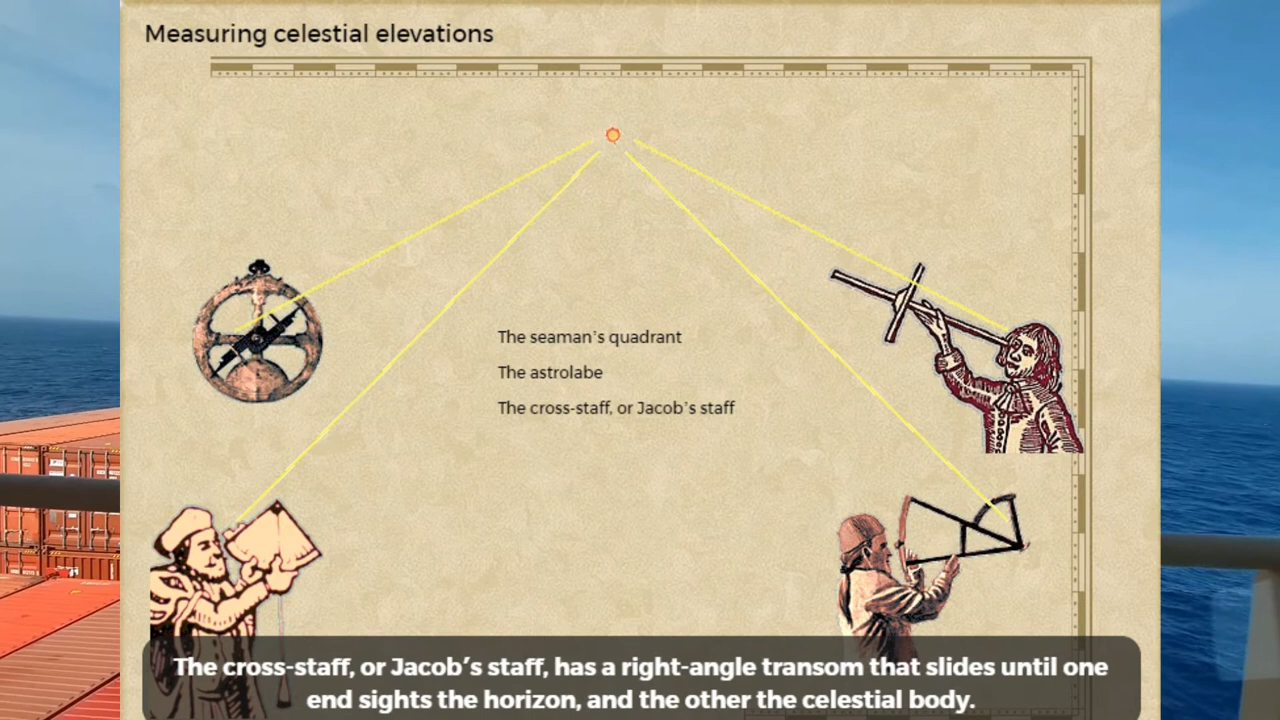 Measuring celestial elevations
The seaman's quadrant
The astrolabe
The cross-staff, or Jacob's staff
The cross-staff, or Jacob's staff, has a right-angle transom that slides until one
end sights the horizon, and the other the celestial body.